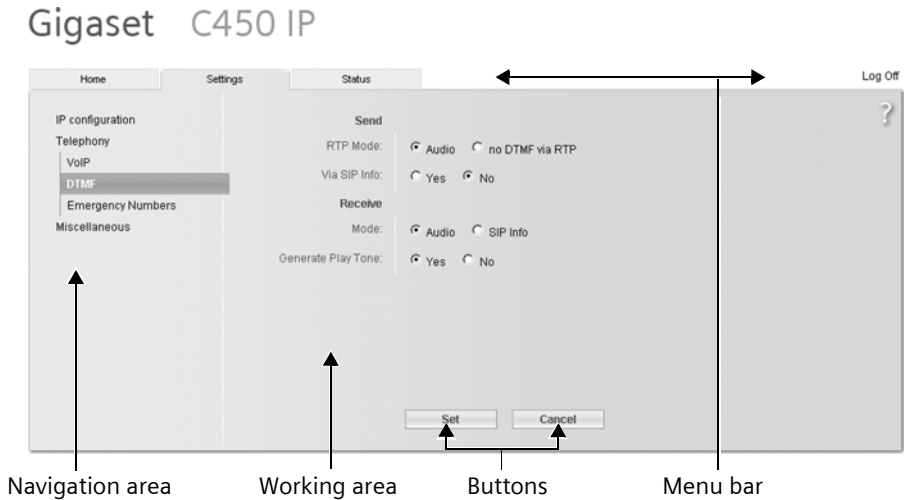 Gigaset C450 IP
Home Settings Status Log Off
?
IP configuration
Telephony
VoIP
DTMF
Emergency Numbers
Miscellaneous
Send
RTP Mode: Audio no DTMF via RTP
Via SIP Info: Yes No
Receive
Mode: Audio SIP Info
Generate Play Tone: Yes No
Set Cancel
Navigation area Working area Buttons Menu bar